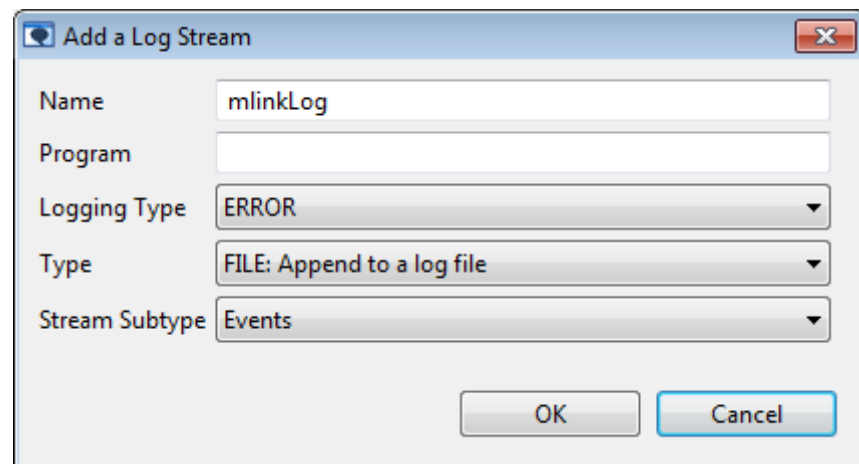 Add a Log Stream
Name mlinkLog
Program
Logging Type ERROR
Type FILE: Append to a log file
Stream Subtype Events
OK Cancel